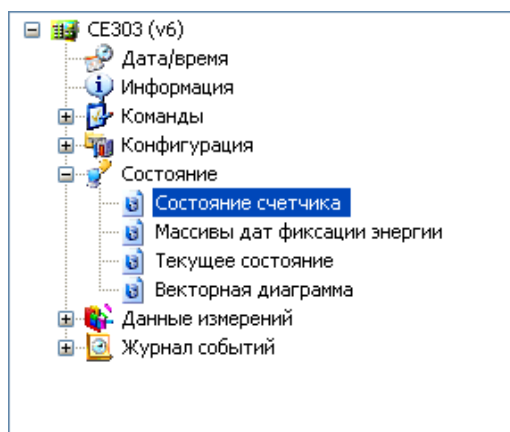 CE303 (v6)
Дата/время
Информация
Команды
Конфигурация
Состояние
Состояние счетчика
Массивы дат фиксации энергии
Текущее состояние
Векторная диаграмма
Данные измерений
Журнал событий